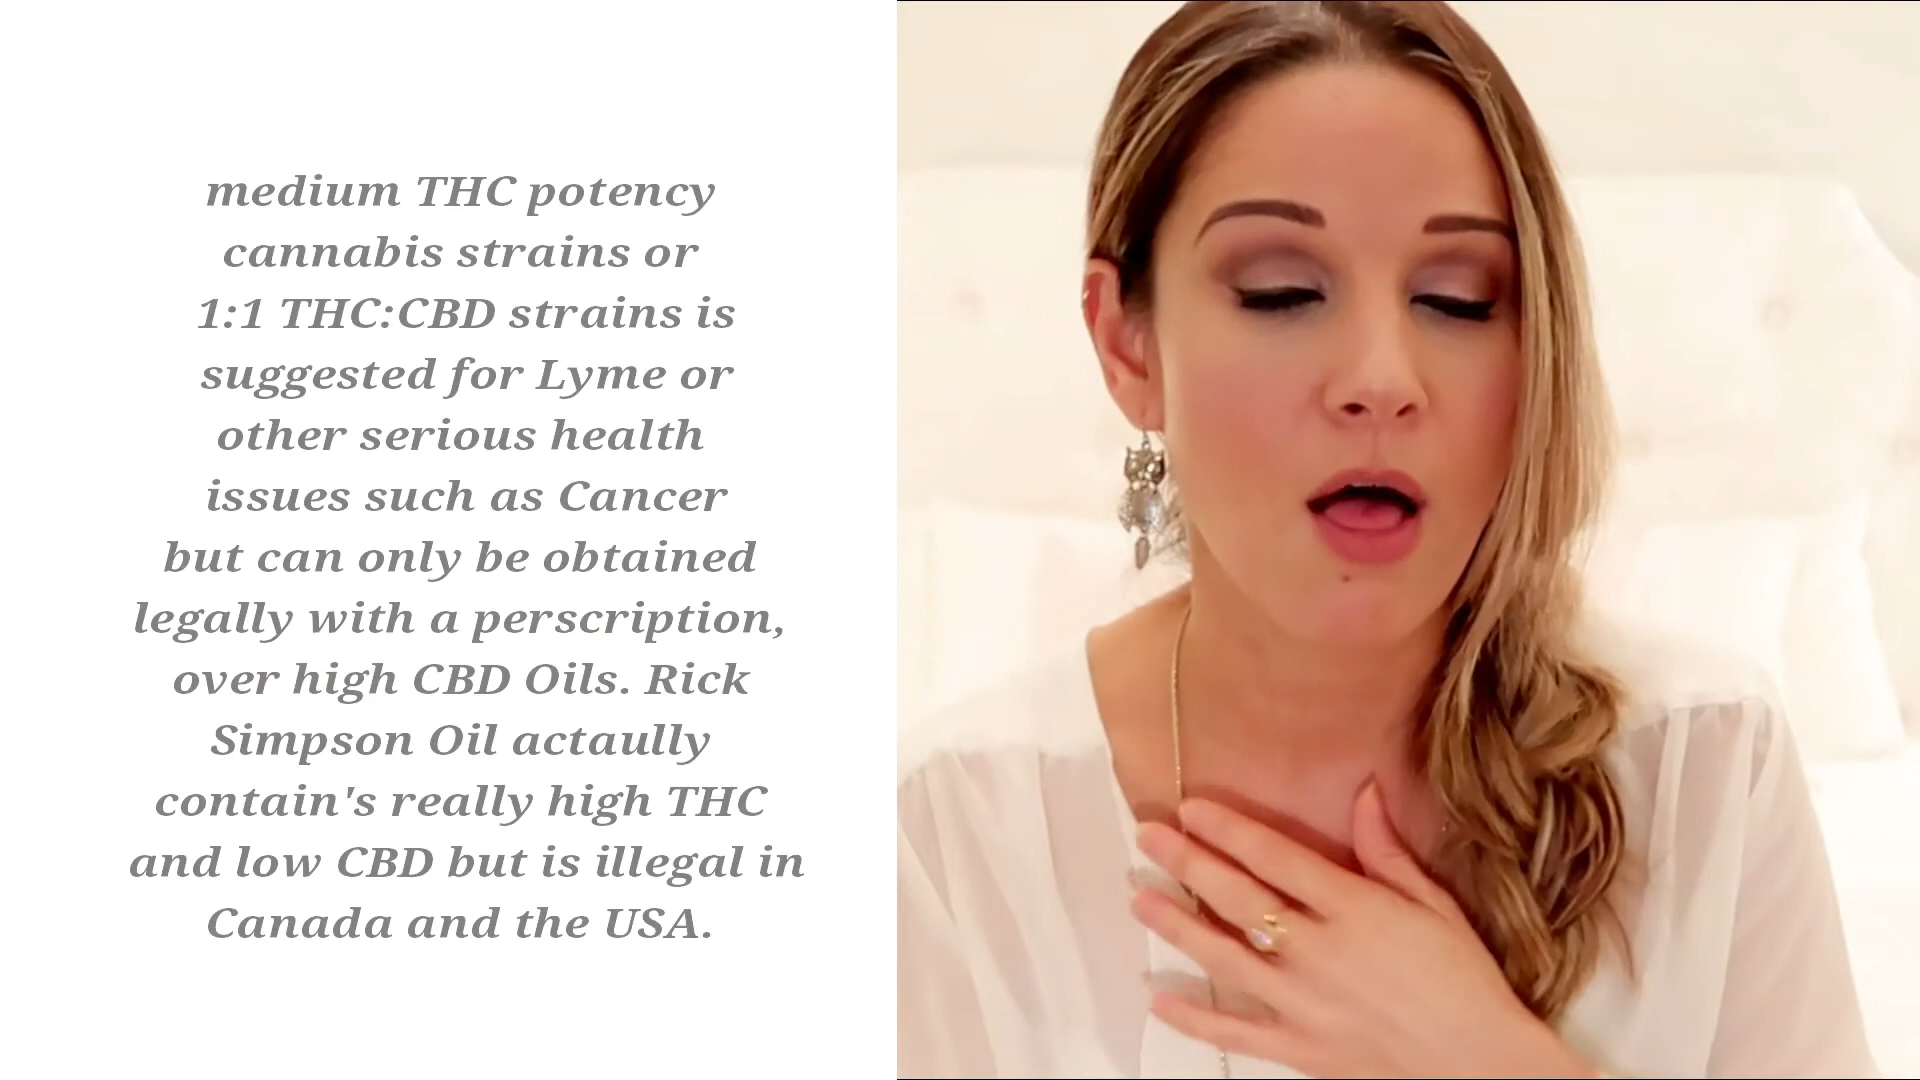 medium THC potency
cannabis strains or
1:1 THC:CBD strains is
suggested for Lyme or
other serious health
issues such as Cancer
but can only be obtained
legally with a perscription,
over high CBD Oils. Rick
Simpson Oil actaully
contain's really high THC
and low CBD but is illegal in
Canada and the USA.